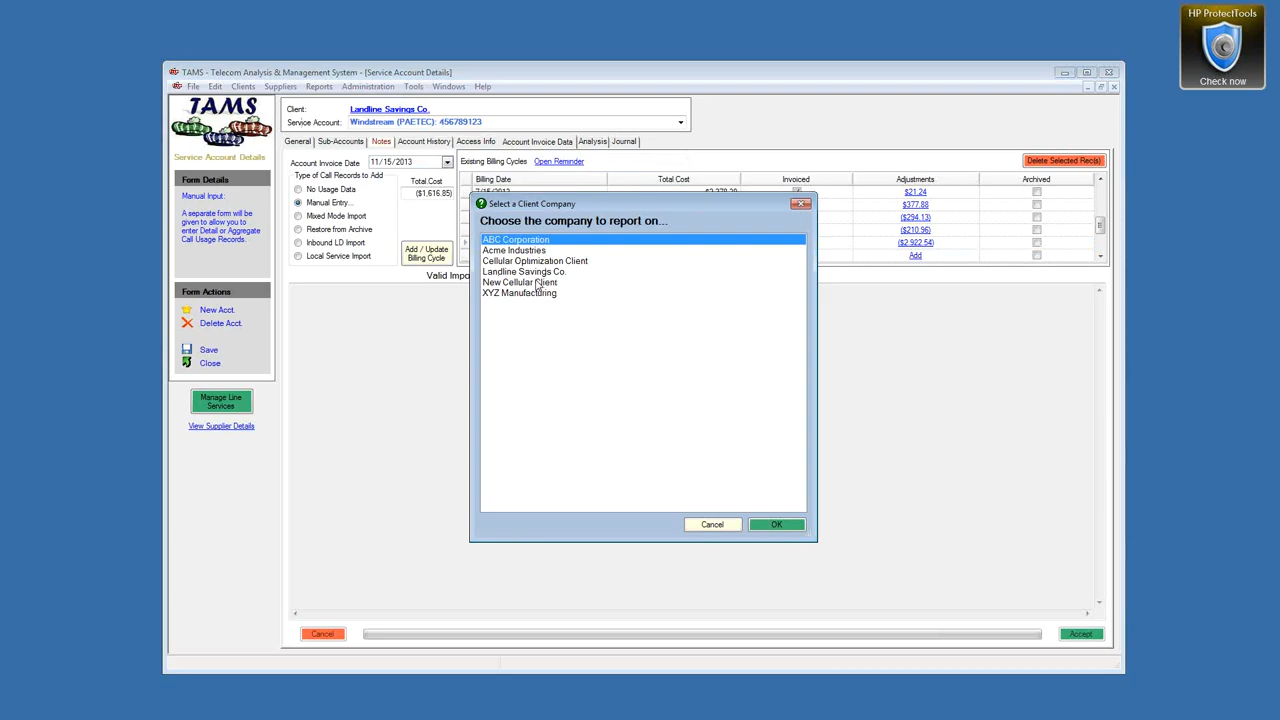 HP ProtectTools
Check now
TAMS - Telecom Analysis & Management System - [Service Account Details]
File Edit Clients Suppliers Reports Administration Tools Windows Help
TAMS
Service Account Details
Client: Landline Savings Co.
Service Account: Windstream (PAETEC): 456789123
General Sub-Accounts Notes Account History Access Info Account Invoice Data Analysis Journal
Form Details
Manual Input:
A separate form will be
given to allow you to
enter Detail or Aggregate
Call Usage Records.
Form Actions
New Acct.
Delete Acct.
Save
Close
Manage Line
Services
View Supplier Details
Account Invoice Date 11/15/2013
Type of Call Records to Add
No Usage Data
Manual Entry...
Mixed Mode Import
Restore from Archive
Inbound LD Import
Local Service Import
Total Cost
($1,616.85)
Add / Update
Billing Cycle
Existing Billing Cycles Open Reminder
Delete Selected Rec(s)
Billing Date Total Cost Invoiced Adjustments Archived
$21.24
$377.88
($294.13)
($210.96)
($2,922.54)
Add
Select a Client Company
Choose the company to report on...
ABC Corporation
Acme Industries
Cellular Optimization Client
Landline Savings Co.
New Cellular Client
XYZ Manufacturing
Cancel OK
Cancel
Accept